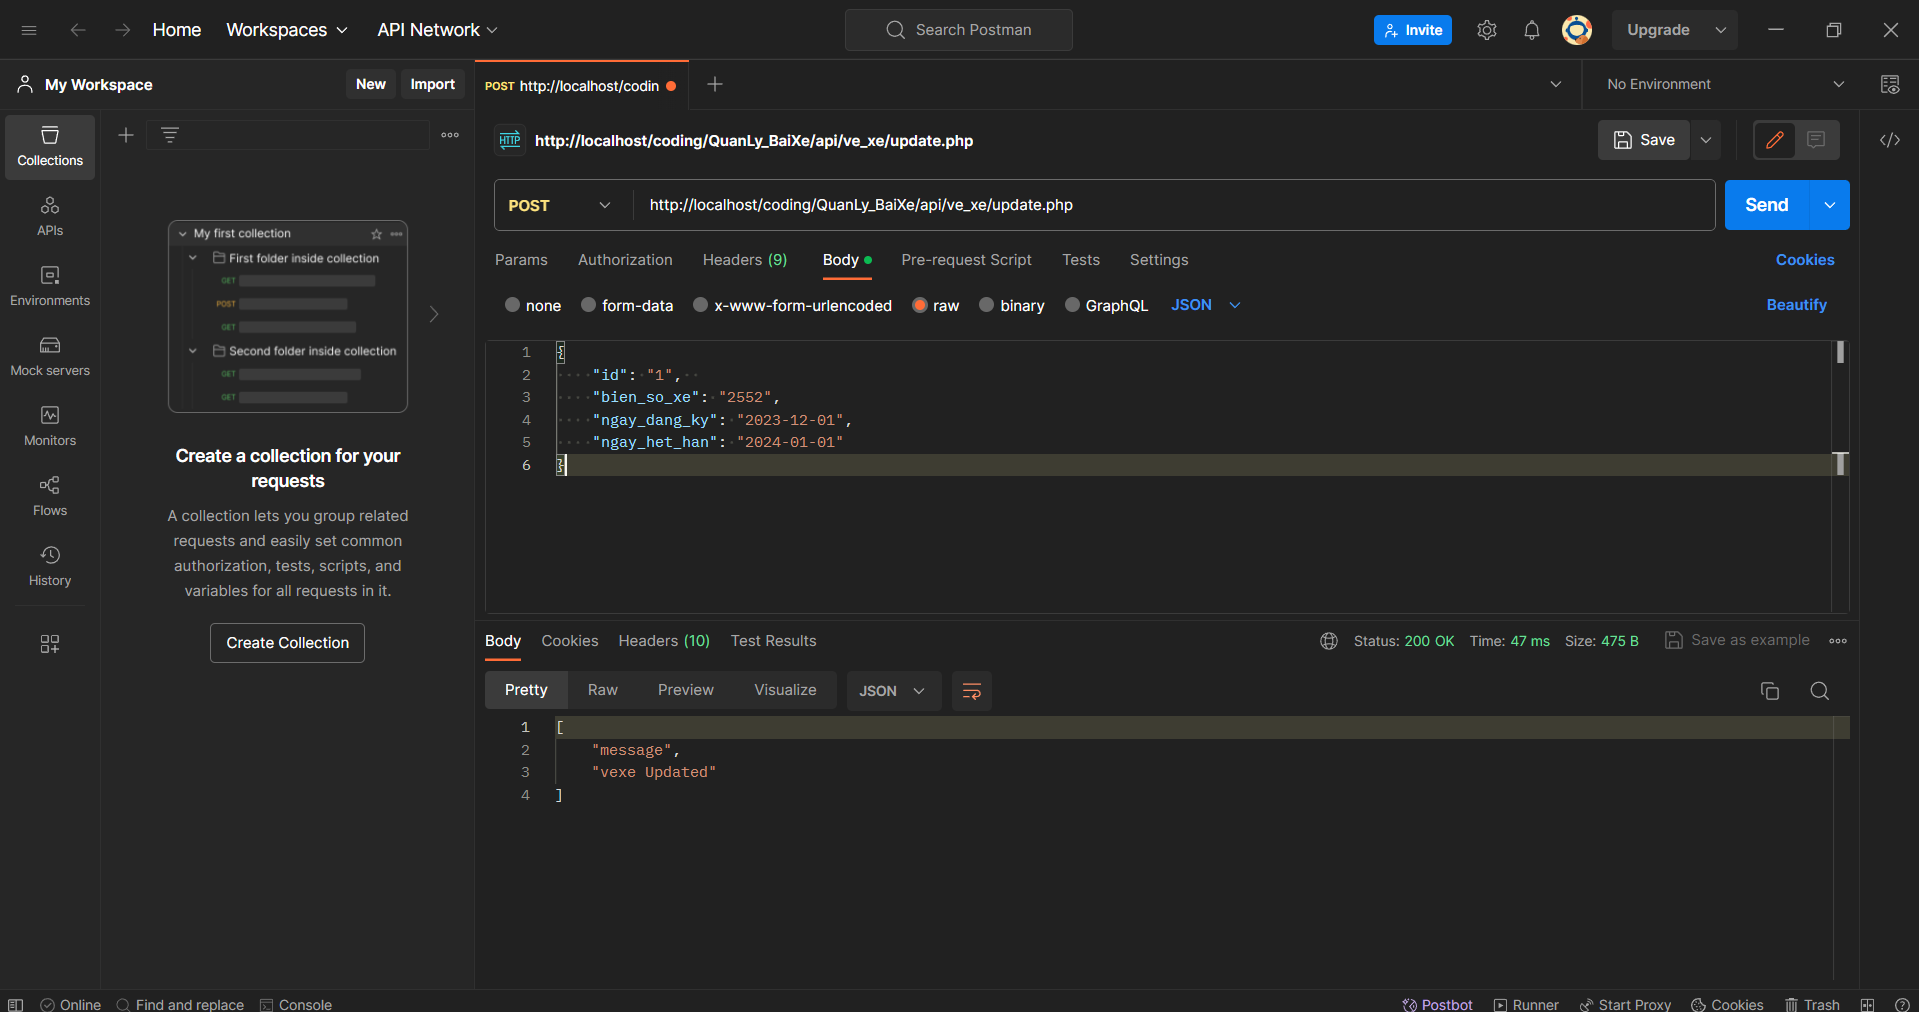 Home
Workspaces
API Network
Search Postman
Invite
Upgrade
My Workspace
New
Import
POST http://localhost/codin
No Environment
Collections
APIs
Environments
Mock servers
Monitors
Flows
History
My first collection
First folder inside collection
GET
POST
GET
Second folder inside collection
GET
GET
Create a collection for your
requests
A collection lets you group related
requests and easily set common
authorization, tests, scripts, and
variables for all requests in it.
Create Collection
HTTP http://localhost/coding/QuanLy_BaiXe/api/ve_xe/update.php
Save
POST http://localhost/coding/QuanLy_BaiXe/api/ve_xe/update.php
Send
Params Authorization Headers (9) Body Pre-request Script Tests Settings
Cookies
none form-data x-www-form-urlencoded raw binary GraphQL JSON
Beautify
1 {
2 "id": "1",
3 "bien_so_xe": "2552",
4 "ngay_dang_ky": "2023-12-01",
5 "ngay_het_han": "2024-01-01"
6 }
Body Cookies Headers (10) Test Results
Status: 200 OK Time: 47 ms Size: 475 B Save as example
Pretty Raw Preview Visualize JSON
1 [
2 "message",
3 "vexe Updated"
4 ]
Online Find and replace Console
Postbot Runner Start Proxy Cookies Trash